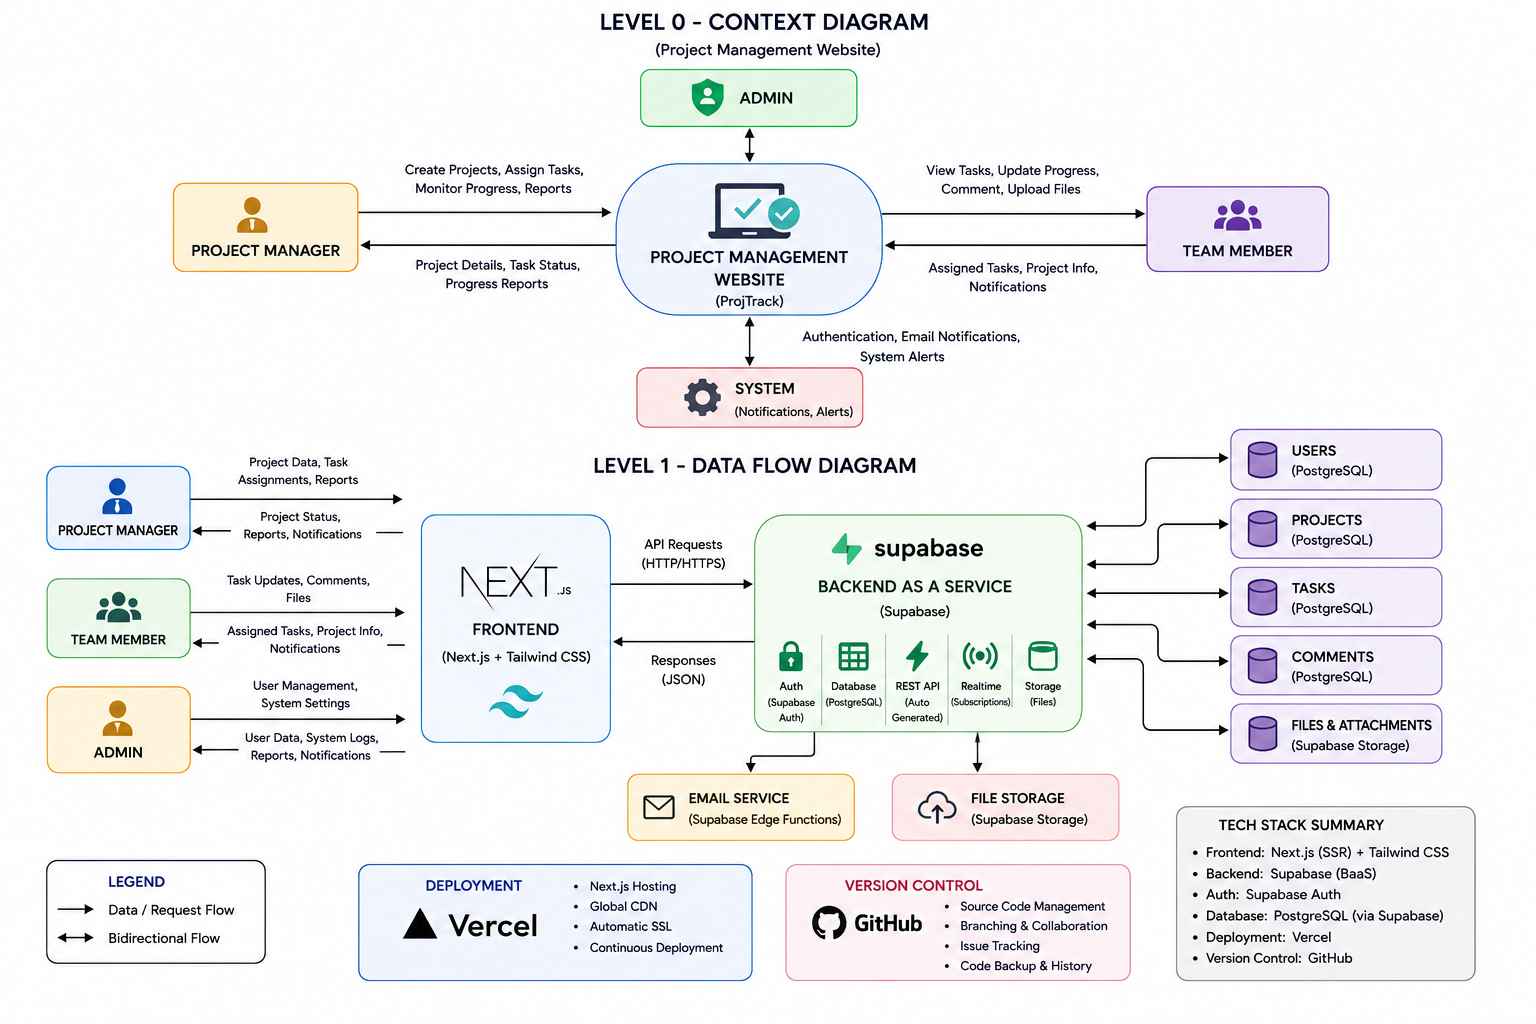 LEVEL 0 - CONTEXT DIAGRAM
(Project Management Website)
ADMIN
Create Projects, Assign Tasks,
Monitor Progress, Reports
View Tasks, Update Progress,
Comment, Upload Files
PROJECT MANAGER
PROJECT MANAGEMENT
WEBSITE
(ProjTrack)
TEAM MEMBER
Project Details, Task Status,
Progress Reports
Assigned Tasks, Project Info,
Notifications
Authentication, Email Notifications,
System Alerts
SYSTEM
(Notifications, Alerts)
LEVEL 1 - DATA FLOW DIAGRAM
PROJECT MANAGER
Project Data, Task
Assignments, Reports
Project Status,
Reports, Notifications
TEAM MEMBER
Task Updates, Comments,
Files
Assigned Tasks, Project Info,
Notifications
ADMIN
User Management,
System Settings
User Data, System Logs,
Reports, Notifications
NEXT.JS
FRONTEND
(Next.js + Tailwind CSS)
API Requests
(HTTP/HTTPS)
Responses
(JSON)
supabase
BACKEND AS A SERVICE
(Supabase)
Auth
(Supabase
Auth)
Database
(PostgreSQL)
REST API
(Auto
Generated)
Realtime
(Subscriptions)
Storage
(Files)
USERS
(PostgreSQL)
PROJECTS
(PostgreSQL)
TASKS
(PostgreSQL)
COMMENTS
(PostgreSQL)
FILES & ATTACHMENTS
(Supabase Storage)
EMAIL SERVICE
(Supabase Edge Functions)
FILE STORAGE
(Supabase Storage)
LEGEND
Data / Request Flow
Bidirectional Flow
DEPLOYMENT
Vercel
• Next.js Hosting
• Global CDN
• Automatic SSL
• Continuous Deployment
VERSION CONTROL
GitHub
• Source Code Management
• Branching & Collaboration
• Issue Tracking
• Code Backup & History
TECH STACK SUMMARY
• Frontend: Next.js (SSR) + Tailwind CSS
• Backend: Supabase (BaaS)
• Auth: Supabase Auth
• Database: PostgreSQL (via Supabase)
• Deployment: Vercel
• Version Control: GitHub